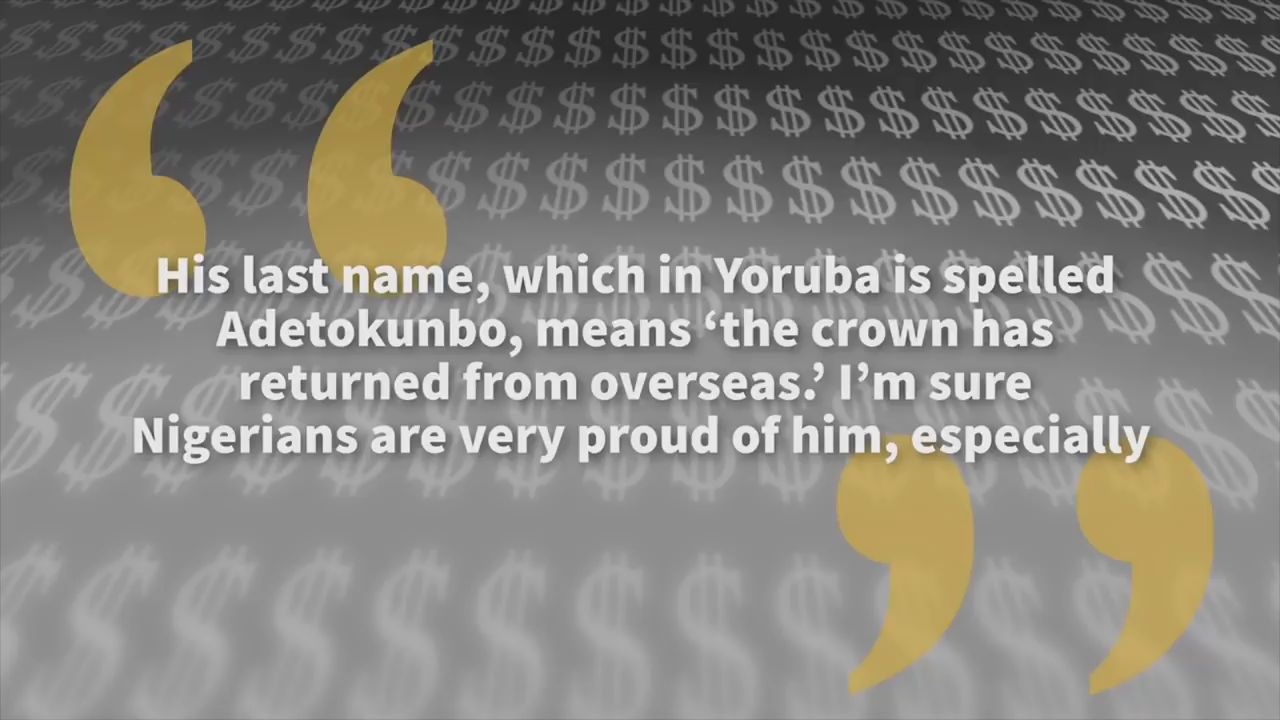 His last name, which in Yoruba is spelled
Adetokunbo, means ‘the crown has
returned from overseas.’ I’m sure
Nigerians are very proud of him, especially